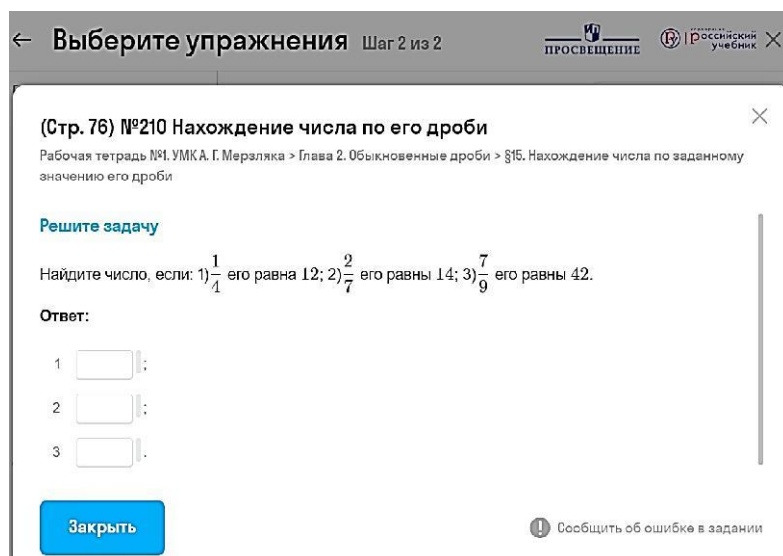 ← Выберите упражнения Шаг 2 из 2 ПРОСВЕЩЕНИЕ российский учебник
(Стр. 76) №210 Нахождение числа по его дроби
Рабочая тетрадь №1. УМК А. Г. Мерзляка > Глава 2. Обыкновенные дроби > §15. Нахождение числа по заданному
значению его дроби
Решите задачу
Найдите число, если: 1) 1/4 его равна 12; 2) 2/7 его равны 14; 3) 7/9 его равны 42.
Ответ:
1 ;
2 ;
3 .
Закрыть
Сообщить об ошибке в задании